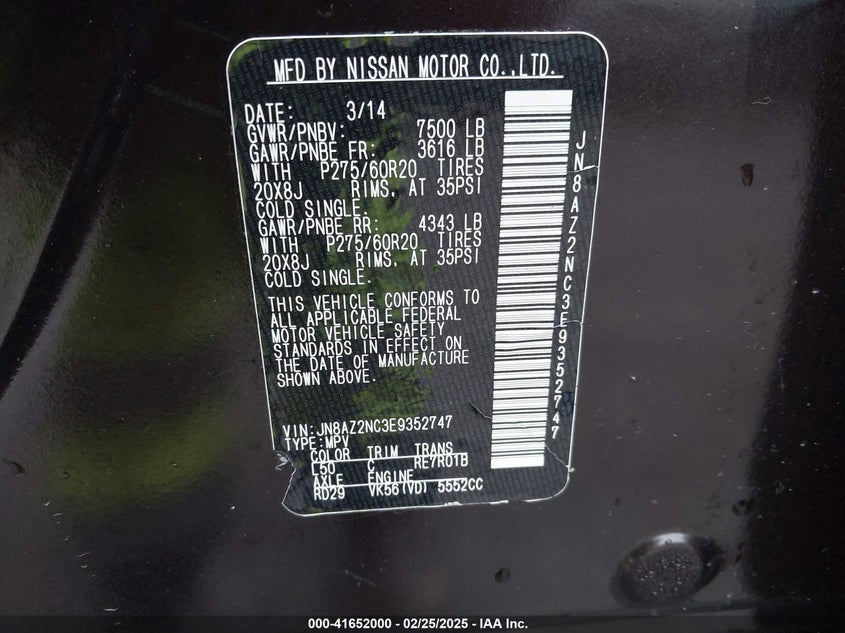 MFD BY NISSAN MOTOR CO.,LTD.
DATE: 3/14
GVWR/PNBV: 7500 LB
GAWR/PNBE FR: 3616 LB
WITH P275/60R20 TIRES
20X8J RIMS, AT 35PSI
COLD SINGLE.
GAWR/PNBE RR: 4343 LB
WITH P275/60R20 TIRES
20X8J RIMS, AT 35PSI
COLD SINGLE.
THIS VEHICLE CONFORMS TO
ALL APPLICABLE FEDERAL
MOTOR VEHICLE SAFETY
STANDARDS IN EFFECT ON
THE DATE OF MANUFACTURE
SHOWN ABOVE.
VIN:JN8AZ2NC3E9352747
TYPE:MPV
COLOR TRIM TRANS
L50 C RE7R01B
AXLE ENGINE
RD29 VK56(VD) 5552CC
JN8AZ2NC3E9352747
000-41652000 - 02/25/2025 - IAA Inc.